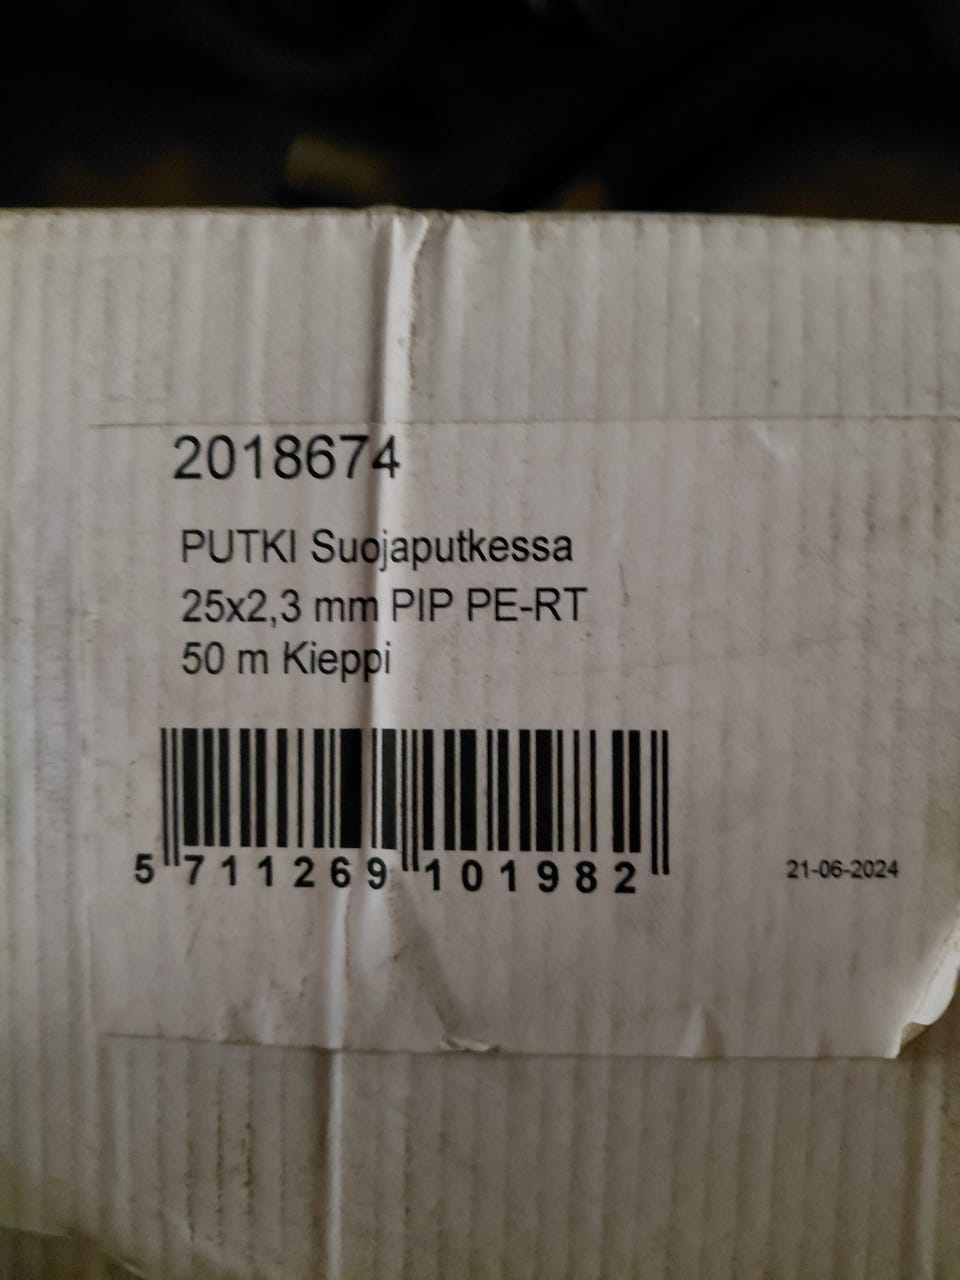 2018674
PUTKI Suojaputkessa
25x2,3 mm PIP PE-RT
50 m Kieppi
5 711269 101982
21-06-2024